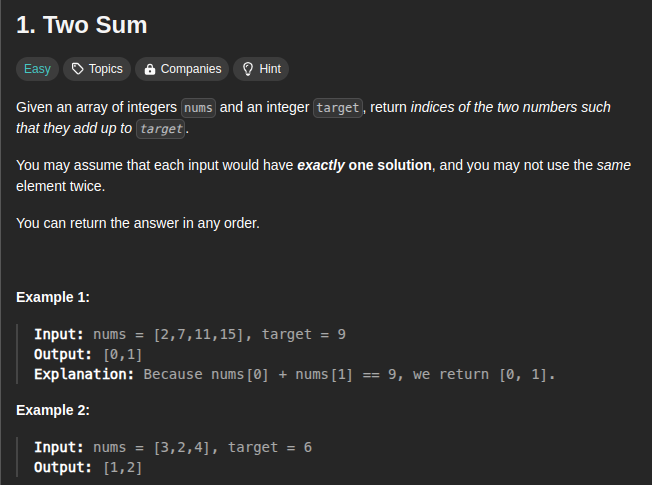 1. Two Sum
Easy Topics Companies Hint
Given an array of integers nums and an integer target, return indices of the two numbers such
that they add up to target.
You may assume that each input would have exactly one solution, and you may not use the same
element twice.
You can return the answer in any order.
Example 1:
Input: nums = [2,7,11,15], target = 9
Output: [0,1]
Explanation: Because nums[0] + nums[1] == 9, we return [0, 1].
Example 2:
Input: nums = [3,2,4], target = 6
Output: [1,2]